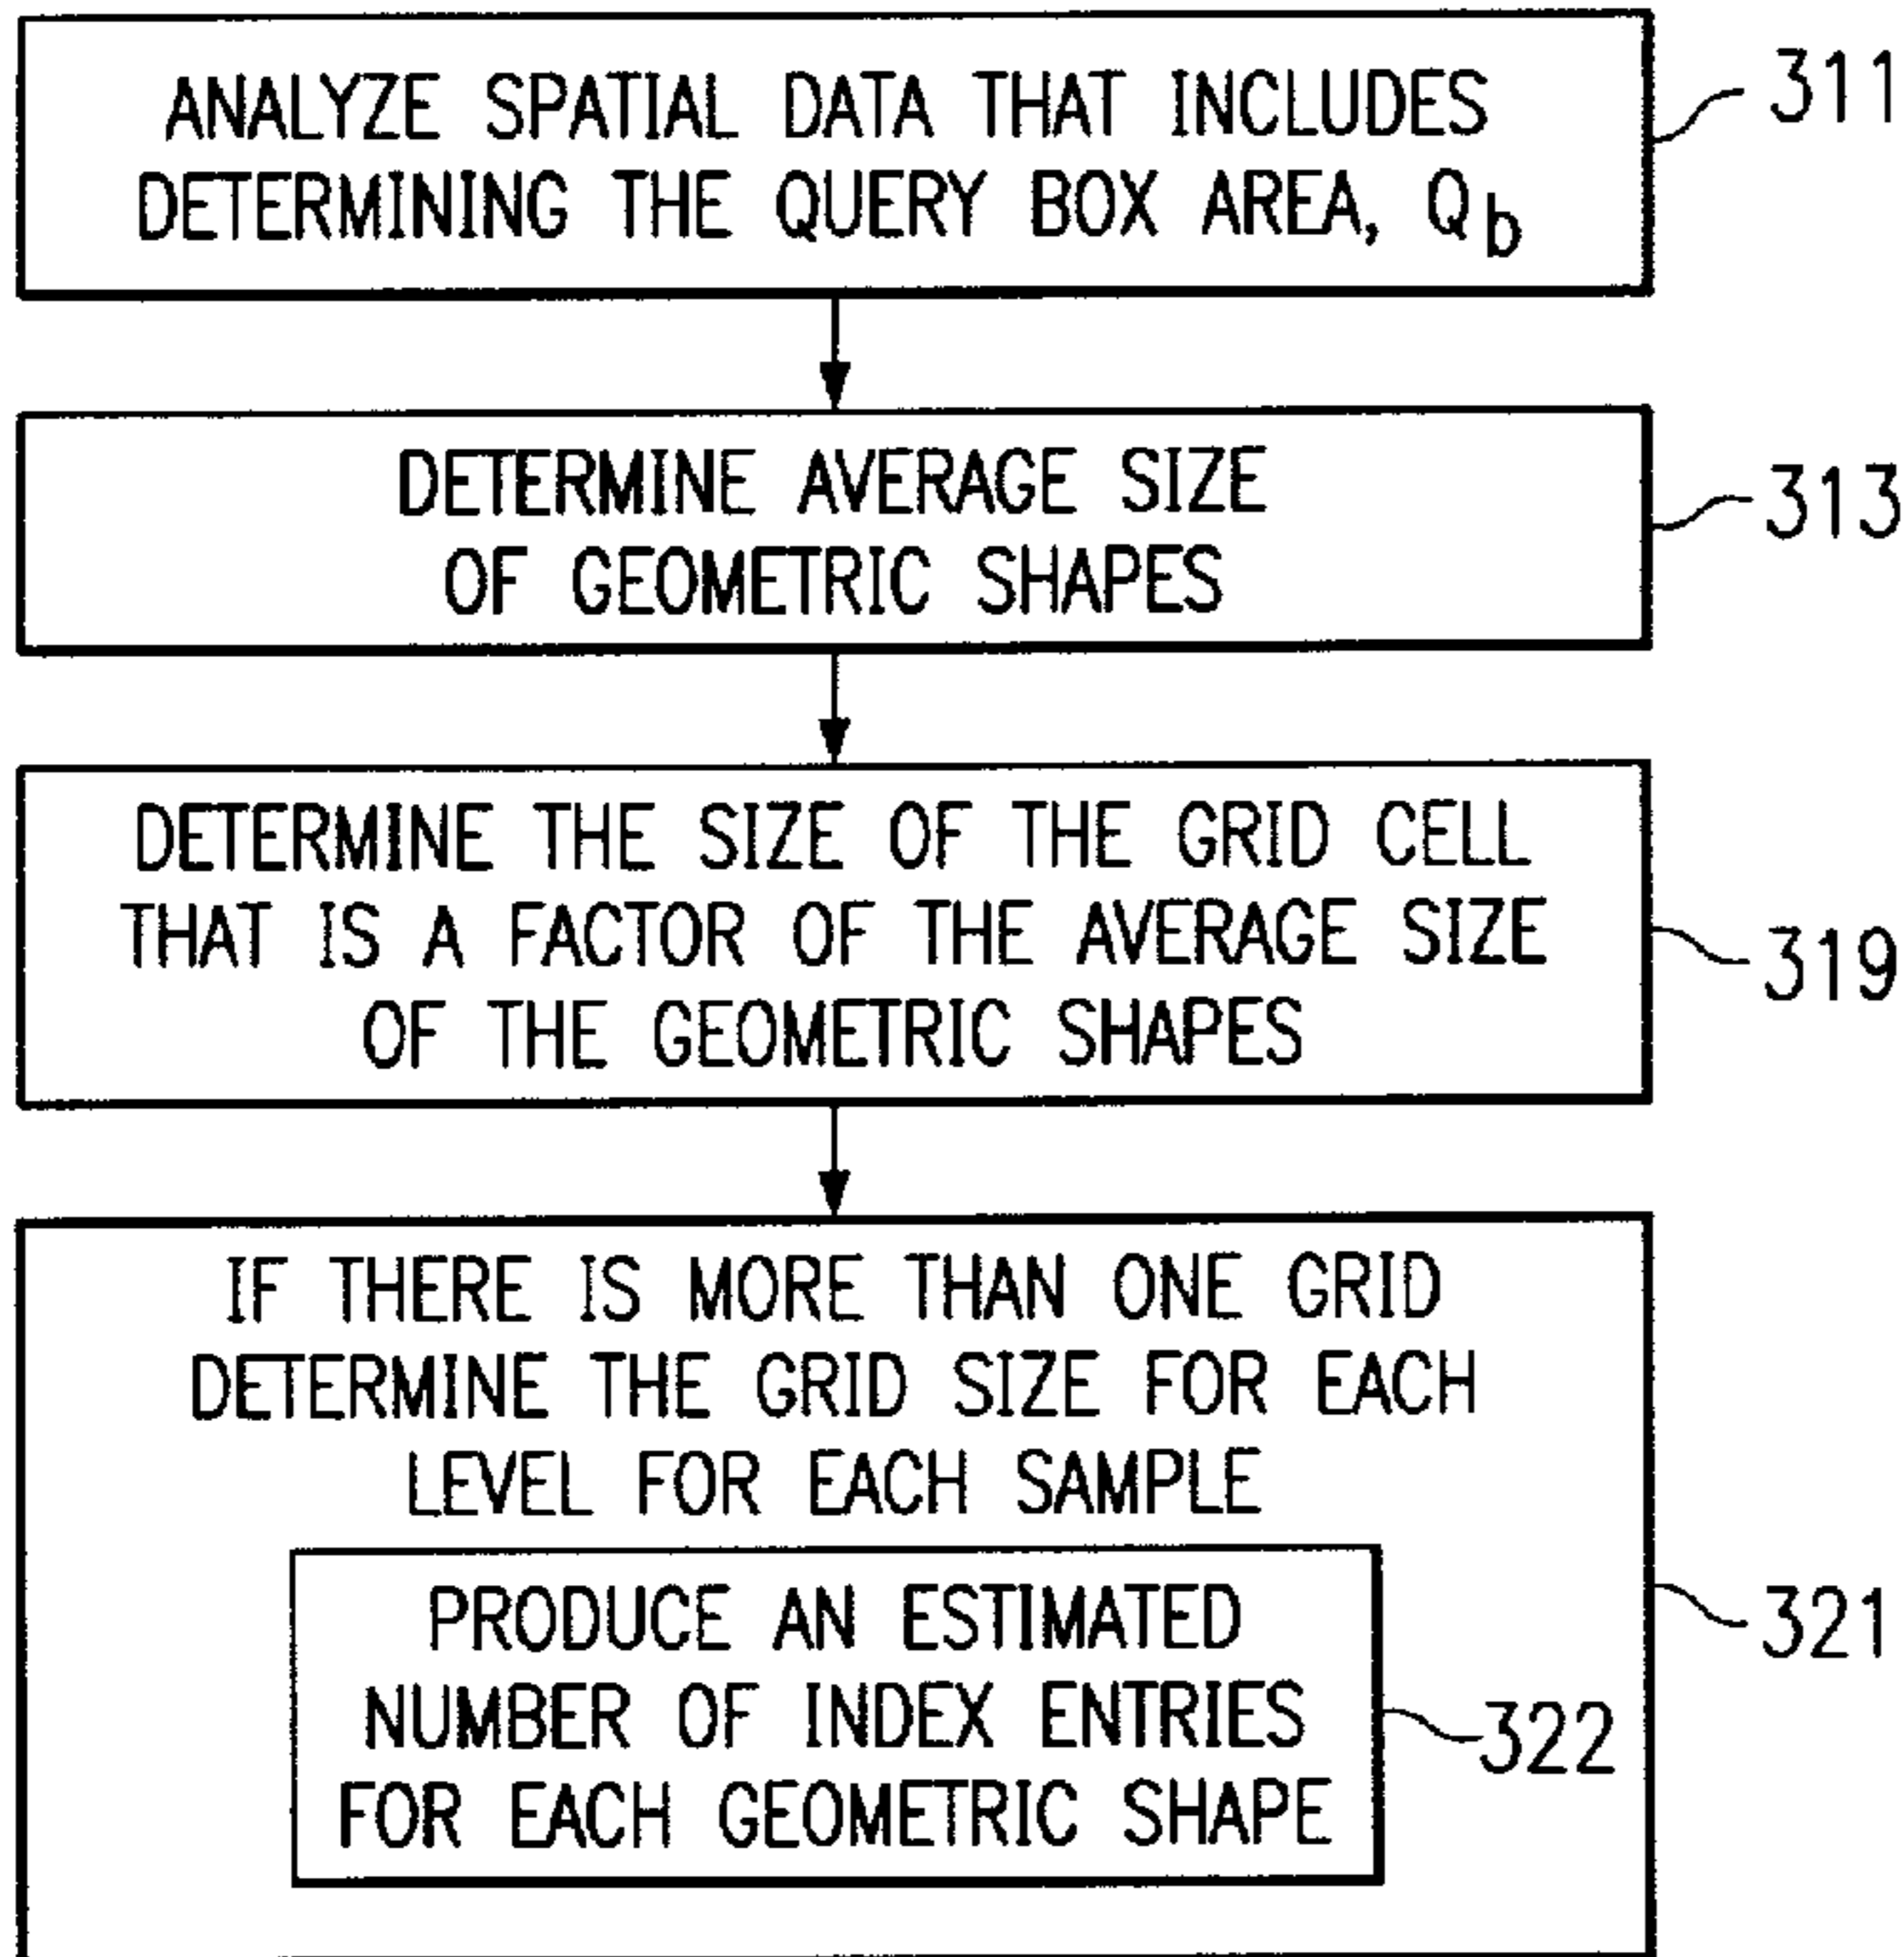 ANALYZE SPATIAL DATA THAT INCLUDES
DETERMINING THE QUERY BOX AREA, Qb
311
DETERMINE AVERAGE SIZE
OF GEOMETRIC SHAPES
313
DETERMINE THE SIZE OF THE GRID CELL
THAT IS A FACTOR OF THE AVERAGE SIZE
OF THE GEOMETRIC SHAPES
319
IF THERE IS MORE THAN ONE GRID
DETERMINE THE GRID SIZE FOR EACH
LEVEL FOR EACH SAMPLE
321
PRODUCE AN ESTIMATED
NUMBER OF INDEX ENTRIES
FOR EACH GEOMETRIC SHAPE
322